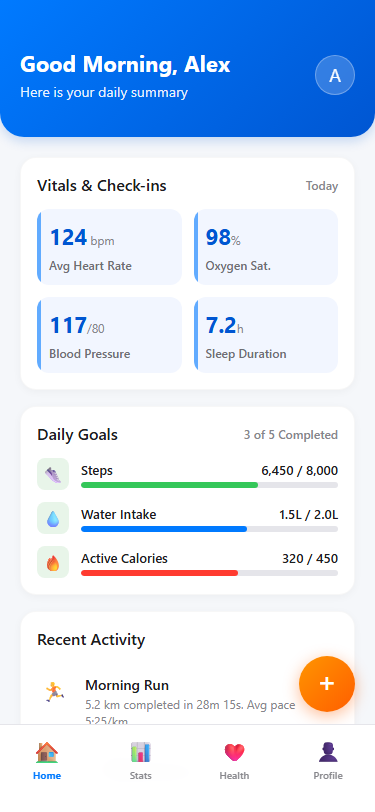 Good Morning, Alex
Here is your daily summary
A
Vitals & Check-ins
Today
124 bpm
Avg Heart Rate
98%
Oxygen Sat.
117/80
Blood Pressure
7.2h
Sleep Duration
Daily Goals
3 of 5 Completed
Steps
6,450 / 8,000
Water Intake
1.5L / 2.0L
Active Calories
320 / 450
Recent Activity
Morning Run
5.2 km completed in 28m 15s. Avg pace
5:25/km
+
Home
Stats
Health
Profile